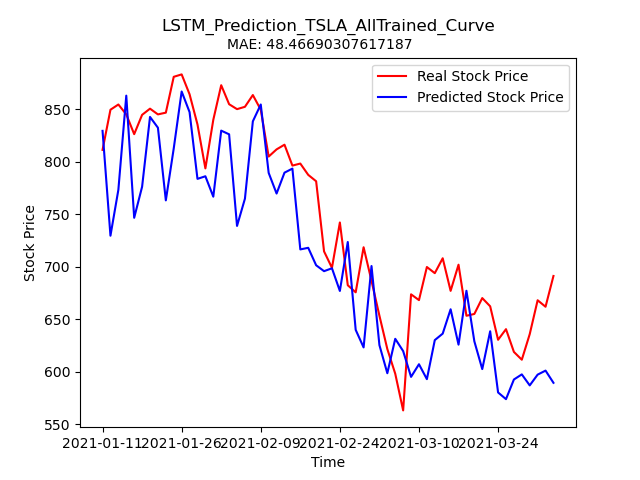 LSTM_Prediction_TSLA_AllTrained_Curve
MAE: 48.46690307617187
Real Stock Price
Predicted Stock Price
Stock Price
850
800
750
700
650
600
550
2021-01-11
2021-01-26
2021-02-09
2021-02-24
2021-03-10
2021-03-24
Time